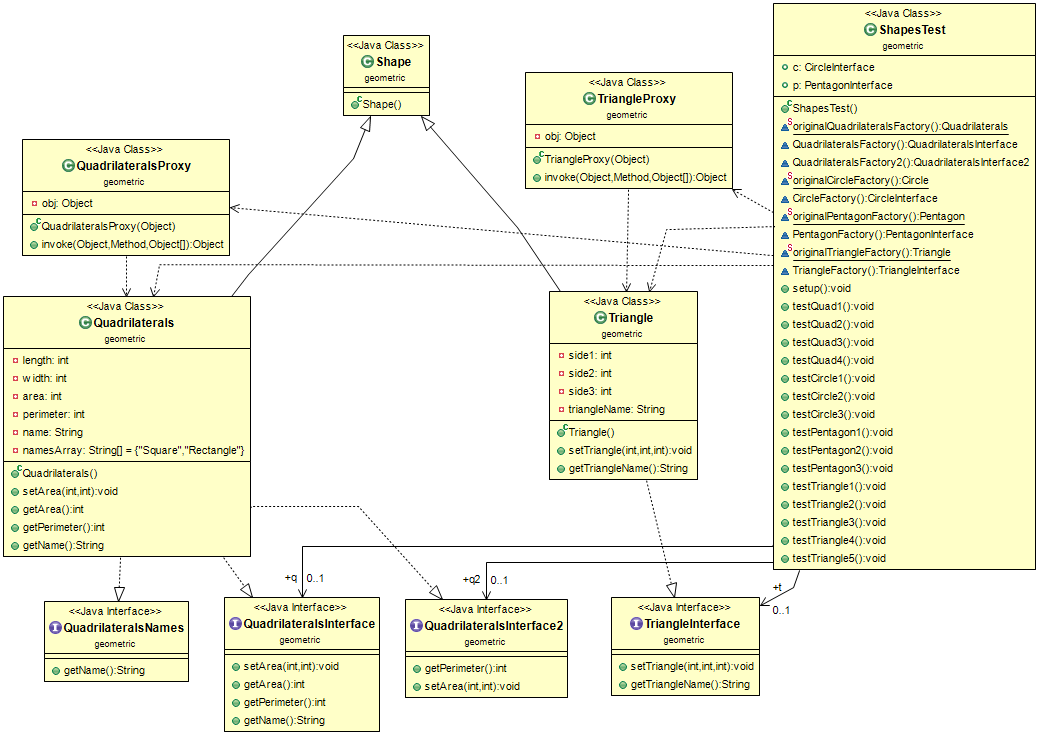 <<Java Class>>
ShapesTest
geometric
c: CircleInterface
p: PentagonInterface
ShapesTest()
originalQuadrilateralsFactory():Quadrilaterals
QuadrilateralsFactory():QuadrilateralsInterface
QuadrilateralsFactory2():QuadrilateralsInterface2
originalCircleFactory():Circle
CircleFactory():CircleInterface
originalPentagonFactory():Pentagon
PentagonFactory():PentagonInterface
originalTriangleFactory():Triangle
TriangleFactory():TriangleInterface
setup():void
testQuad1():void
testQuad2():void
testQuad3():void
testQuad4():void
testCircle1():void
testCircle2():void
testCircle3():void
testPentagon1():void
testPentagon2():void
testPentagon3():void
testTriangle1():void
testTriangle2():void
testTriangle3():void
testTriangle4():void
testTriangle5():void
<<Java Class>>
Shape
geometric
Shape()
<<Java Class>>
TriangleProxy
geometric
obj: Object
TriangleProxy(Object)
invoke(Object,Method,Object[]):Object
<<Java Class>>
QuadrilateralsProxy
geometric
obj: Object
QuadrilateralsProxy(Object)
invoke(Object,Method,Object[]):Object
<<Java Class>>
Quadrilaterals
geometric
length: int
width: int
area: int
perimeter: int
name: String
namesArray: String[] = {"Square","Rectangle"}
Quadrilaterals()
setArea(int,int):void
getArea():int
getPerimeter():int
getName():String
<<Java Class>>
Triangle
geometric
side1: int
side2: int
side3: int
triangleName: String
Triangle()
setTriangle(int,int,int):void
getTriangleName():String
+q 0..1
+q2 0..1
+t
0..1
<<Java Interface>>
QuadrilateralsNames
geometric
getName():String
<<Java Interface>>
QuadrilateralsInterface
geometric
setArea(int,int):void
getArea():int
getPerimeter():int
getName():String
<<Java Interface>>
QuadrilateralsInterface2
geometric
getPerimeter():int
setArea(int,int):void
<<Java Interface>>
TriangleInterface
geometric
setTriangle(int,int,int):void
getTriangleName():String